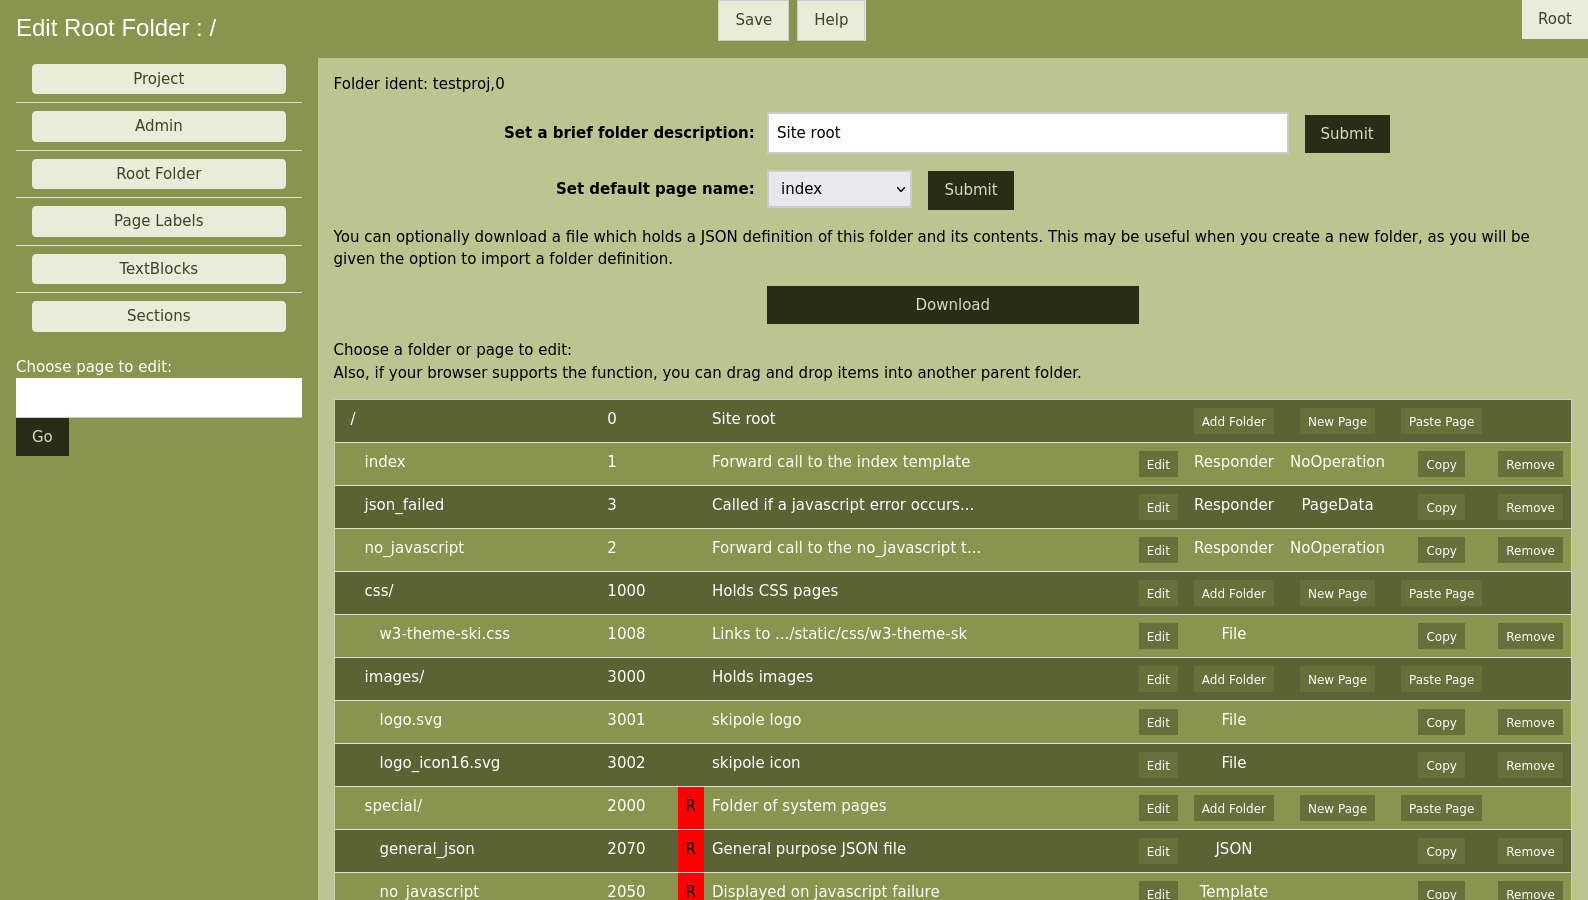 Edit Root Folder : /
Save
Help
Root
Project
Admin
Root Folder
Page Labels
TextBlocks
Sections
Choose page to edit:
Go
Folder ident: testproj,0
Set a brief folder description: Site root Submit
Set default page name: index Submit
You can optionally download a file which holds a JSON definition of this folder and its contents. This may be useful when you create a new folder, as you will be
given the option to import a folder definition.
Download
Choose a folder or page to edit:
Also, if your browser supports the function, you can drag and drop items into another parent folder.
/ 0 Site root Add Folder New Page Paste Page
index 1 Forward call to the index template Edit Responder NoOperation Copy Remove
json_failed 3 Called if a javascript error occurs... Edit Responder PageData Copy Remove
no_javascript 2 Forward call to the no_javascript t... Edit Responder NoOperation Copy Remove
css/ 1000 Holds CSS pages Edit Add Folder New Page Paste Page
w3-theme-ski.css 1008 Links to .../static/css/w3-theme-sk Edit File Copy Remove
images/ 3000 Holds images Edit Add Folder New Page Paste Page
logo.svg 3001 skipole logo Edit File Copy Remove
logo_icon16.svg 3002 skipole icon Edit File Copy Remove
special/ 2000 R Folder of system pages Edit Add Folder New Page Paste Page
general_json 2070 R General purpose JSON file Edit JSON Copy Remove
no_javascript 2050 R Displayed on javascript failure Edit Template Copy Remove